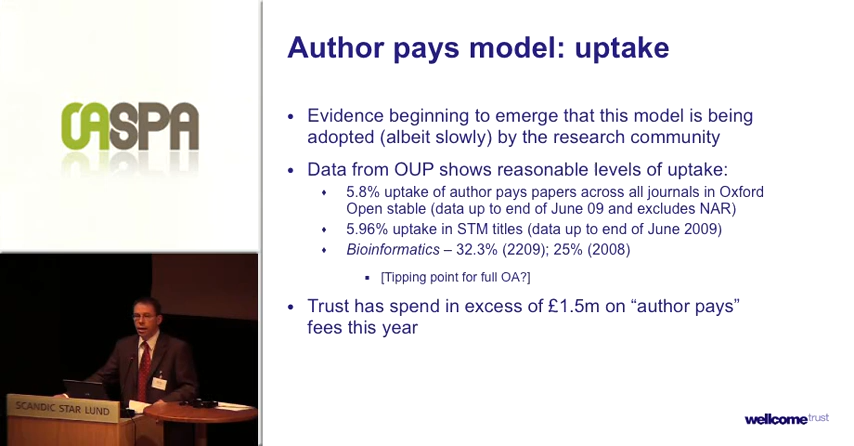 OASPA
Author pays model: uptake
Evidence beginning to emerge that this model is being
adopted (albeit slowly) by the research community
Data from OUP shows reasonable levels of uptake:
5.8% uptake of author pays papers across all journals in Oxford
Open stable (data up to end of June 09 and excludes NAR)
5.96% uptake in STM titles (data up to end of June 2009)
Bioinformatics – 32.3% (2209); 25% (2008)
[Tipping point for full OA?]
Trust has spend in excess of £1.5m on “author pays”
fees this year
SCANDIC STAR LUND
wellcometrust